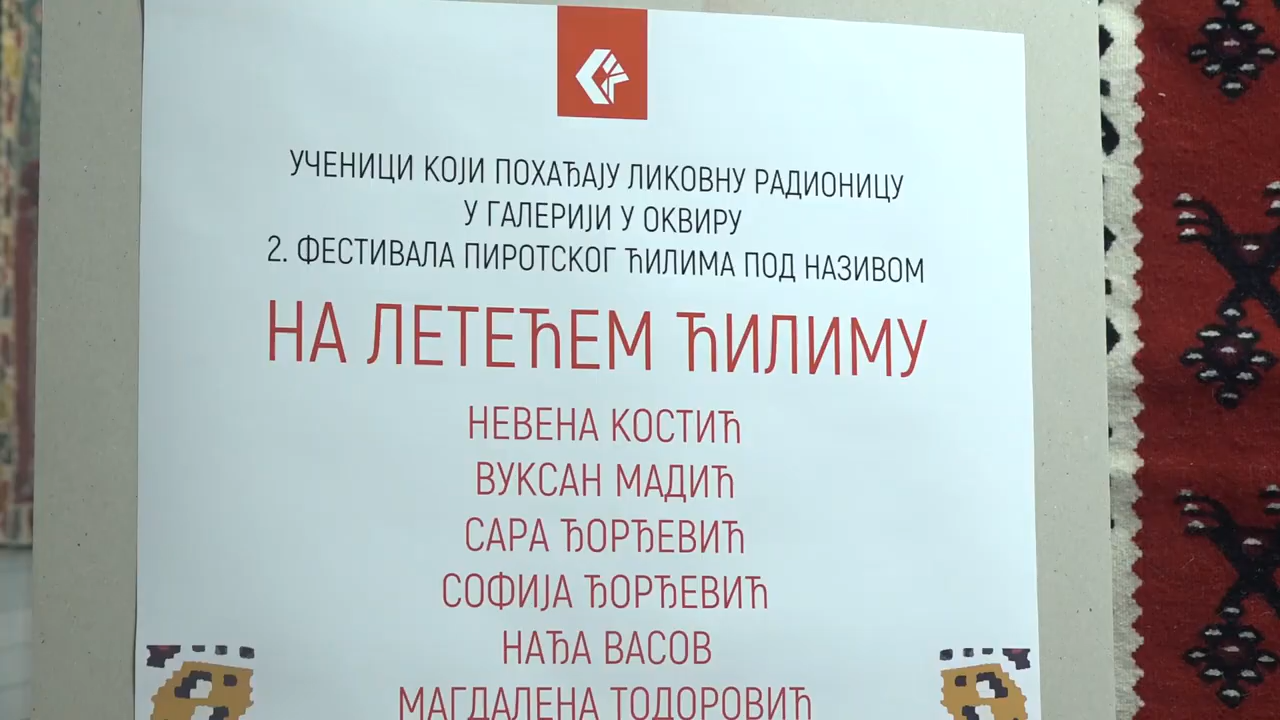 УЧЕНИЦИ КОЈИ ПОХАЂАЈУ ЛИКОВНУ РАДИОНИЦУ
У ГАЛЕРИЈИ У ОКВИРУ
2. ФЕСТИВАЛА ПИРОТСКОГ ЋИЛИМА ПОД НАЗИВОМ
НА ЛЕТЕЋЕМ ЋИЛИМУ
НЕВЕНА КОСТИЋ
ВУКСАН МАДИЋ
САРА ЂОРЂЕВИЋ
СОФИЈА ЂОРЂЕВИЋ
НАЂА ВАСОВ
МАГДАЛЕНА ТОДОРОВИЋ